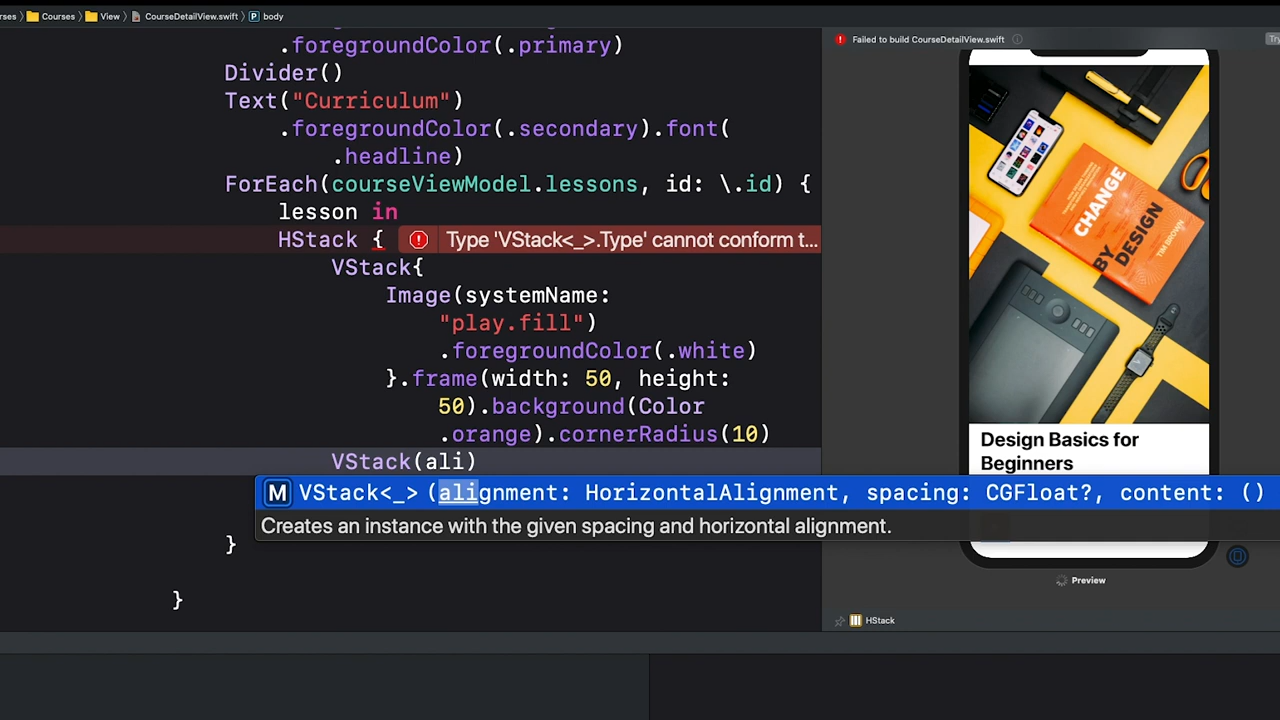 rses
Courses
View
CourseDetailView.swift
P body
.foregroundColor(.primary)
Divider()
Text("Curriculum")
.foregroundColor(.secondary).font(
.headline)
ForEach(courseViewModel.lessons, id: \.id) {
lesson in
HStack {
Type 'VStack<_>.Type' cannot conform t...
VStack{
Image(systemName:
"play.fill")
.foregroundColor(.white)
}.frame(width: 50, height:
50).background(Color
.orange).cornerRadius(10)
VStack(ali)
M VStack<_> (alignment: HorizontalAlignment, spacing: CGFloat?, content: ()
Creates an instance with the given spacing and horizontal alignment.
}
}
Failed to build CourseDetailView.swift
Try
CHANGE
BY DESIGN
TIM BROWN
Design Basics for
Beginners
Preview
HStack